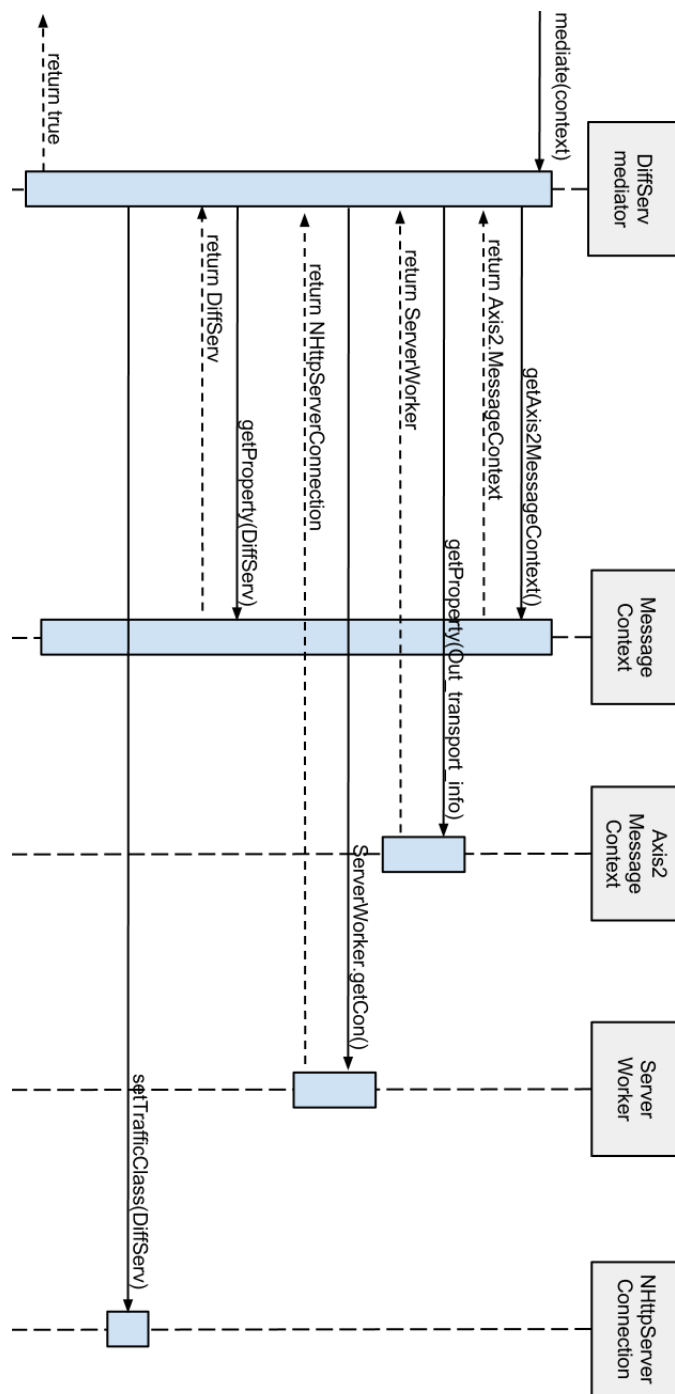 DiffServ
mediator
Message
Context
Axis2
Message
Context
Server
Worker
NHttpServer
Connection
mediate(context)
getAxis2MessageContext()
return Axis2.MessageContext
getProperty(Out_transport_info)
return ServerWorker
ServerWorker.getCon()
return NHttpServerConnection
getProperty(DiffServ)
return DiffServ
setTrafficClass(DiffServ)
return true